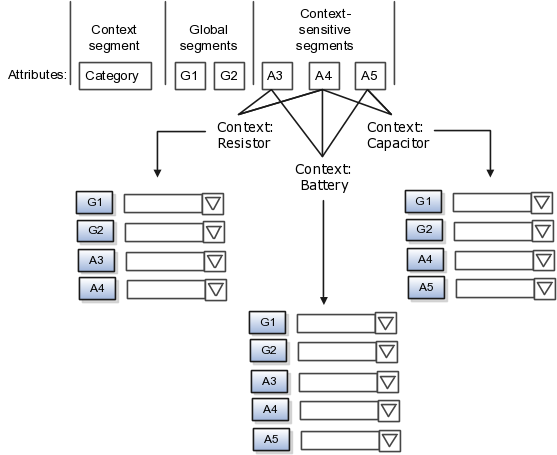 Context
segment
Global
segments
Context-
sensitive
segments
Attributes:
Category
G1
G2
A3
A4
A5
Context:
Resistor
Context:
Battery
Context:
Capacitor
G1
G2
A3
A4
G1
G2
A4
A5
G1
G2
A3
A4
A5